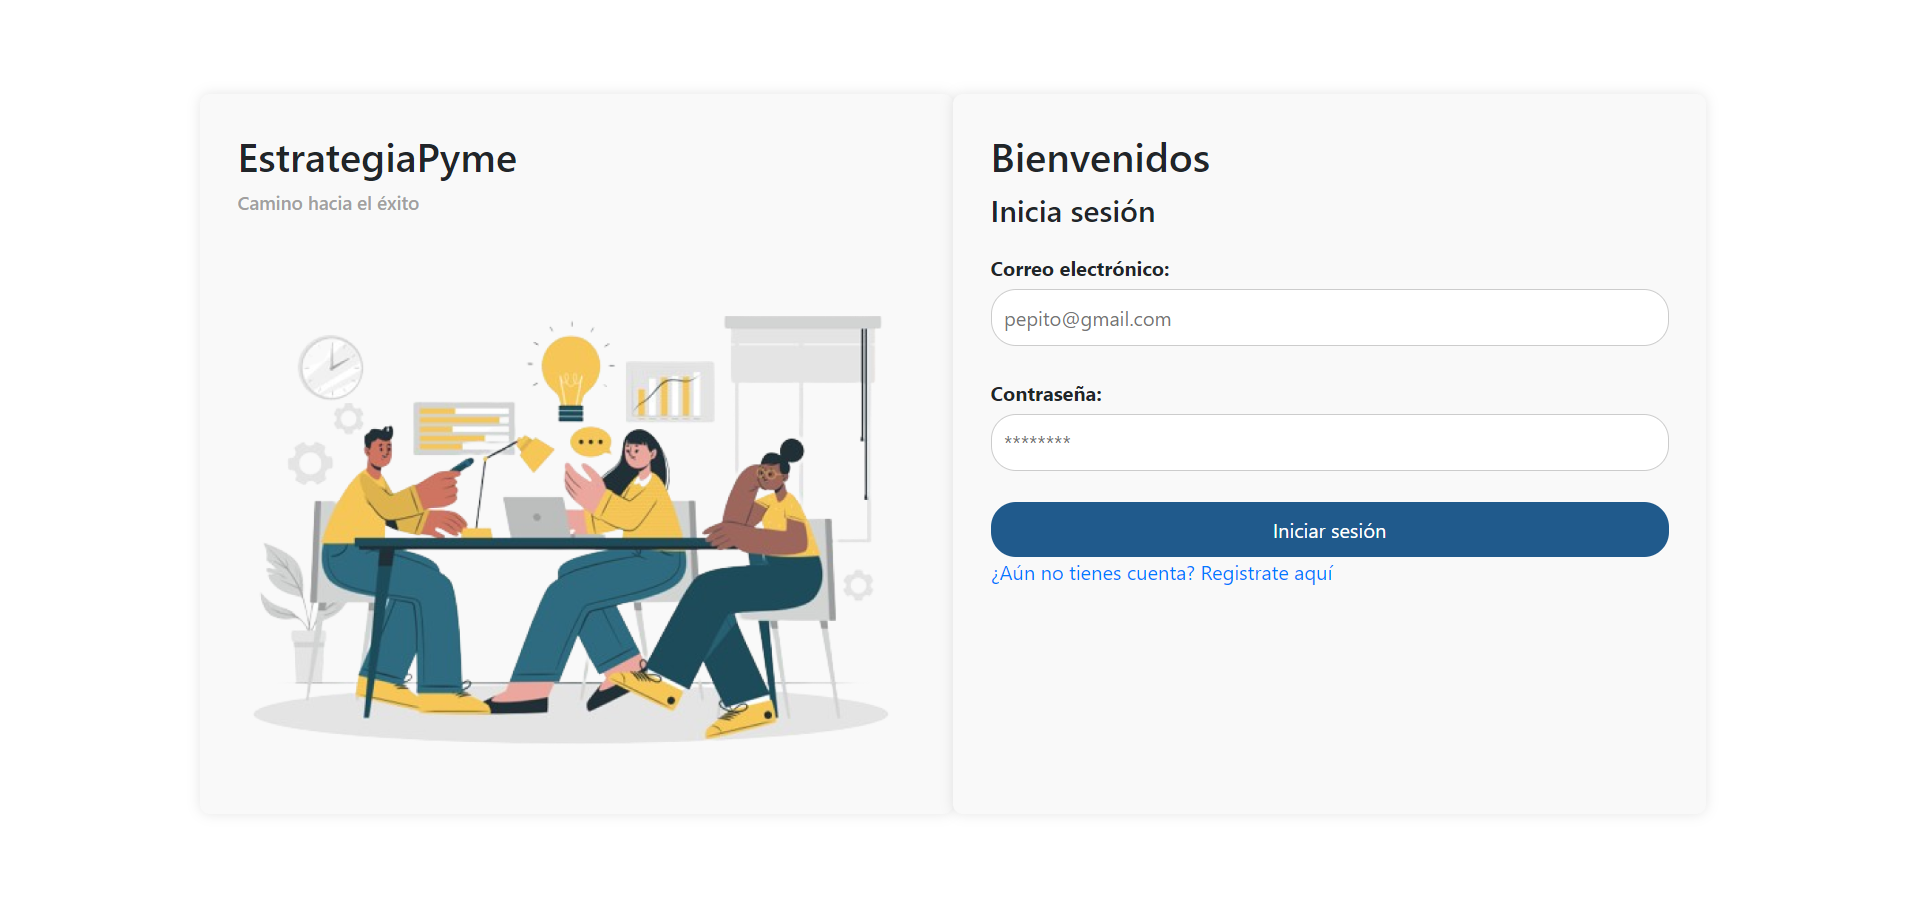 EstrategiaPyme
Camino hacia el éxito
Bienvenidos
Inicia sesión
Correo electrónico:
pepito@gmail.com
Contraseña:
********
Iniciar sesión
¿Aún no tienes cuenta? Registrate aquí